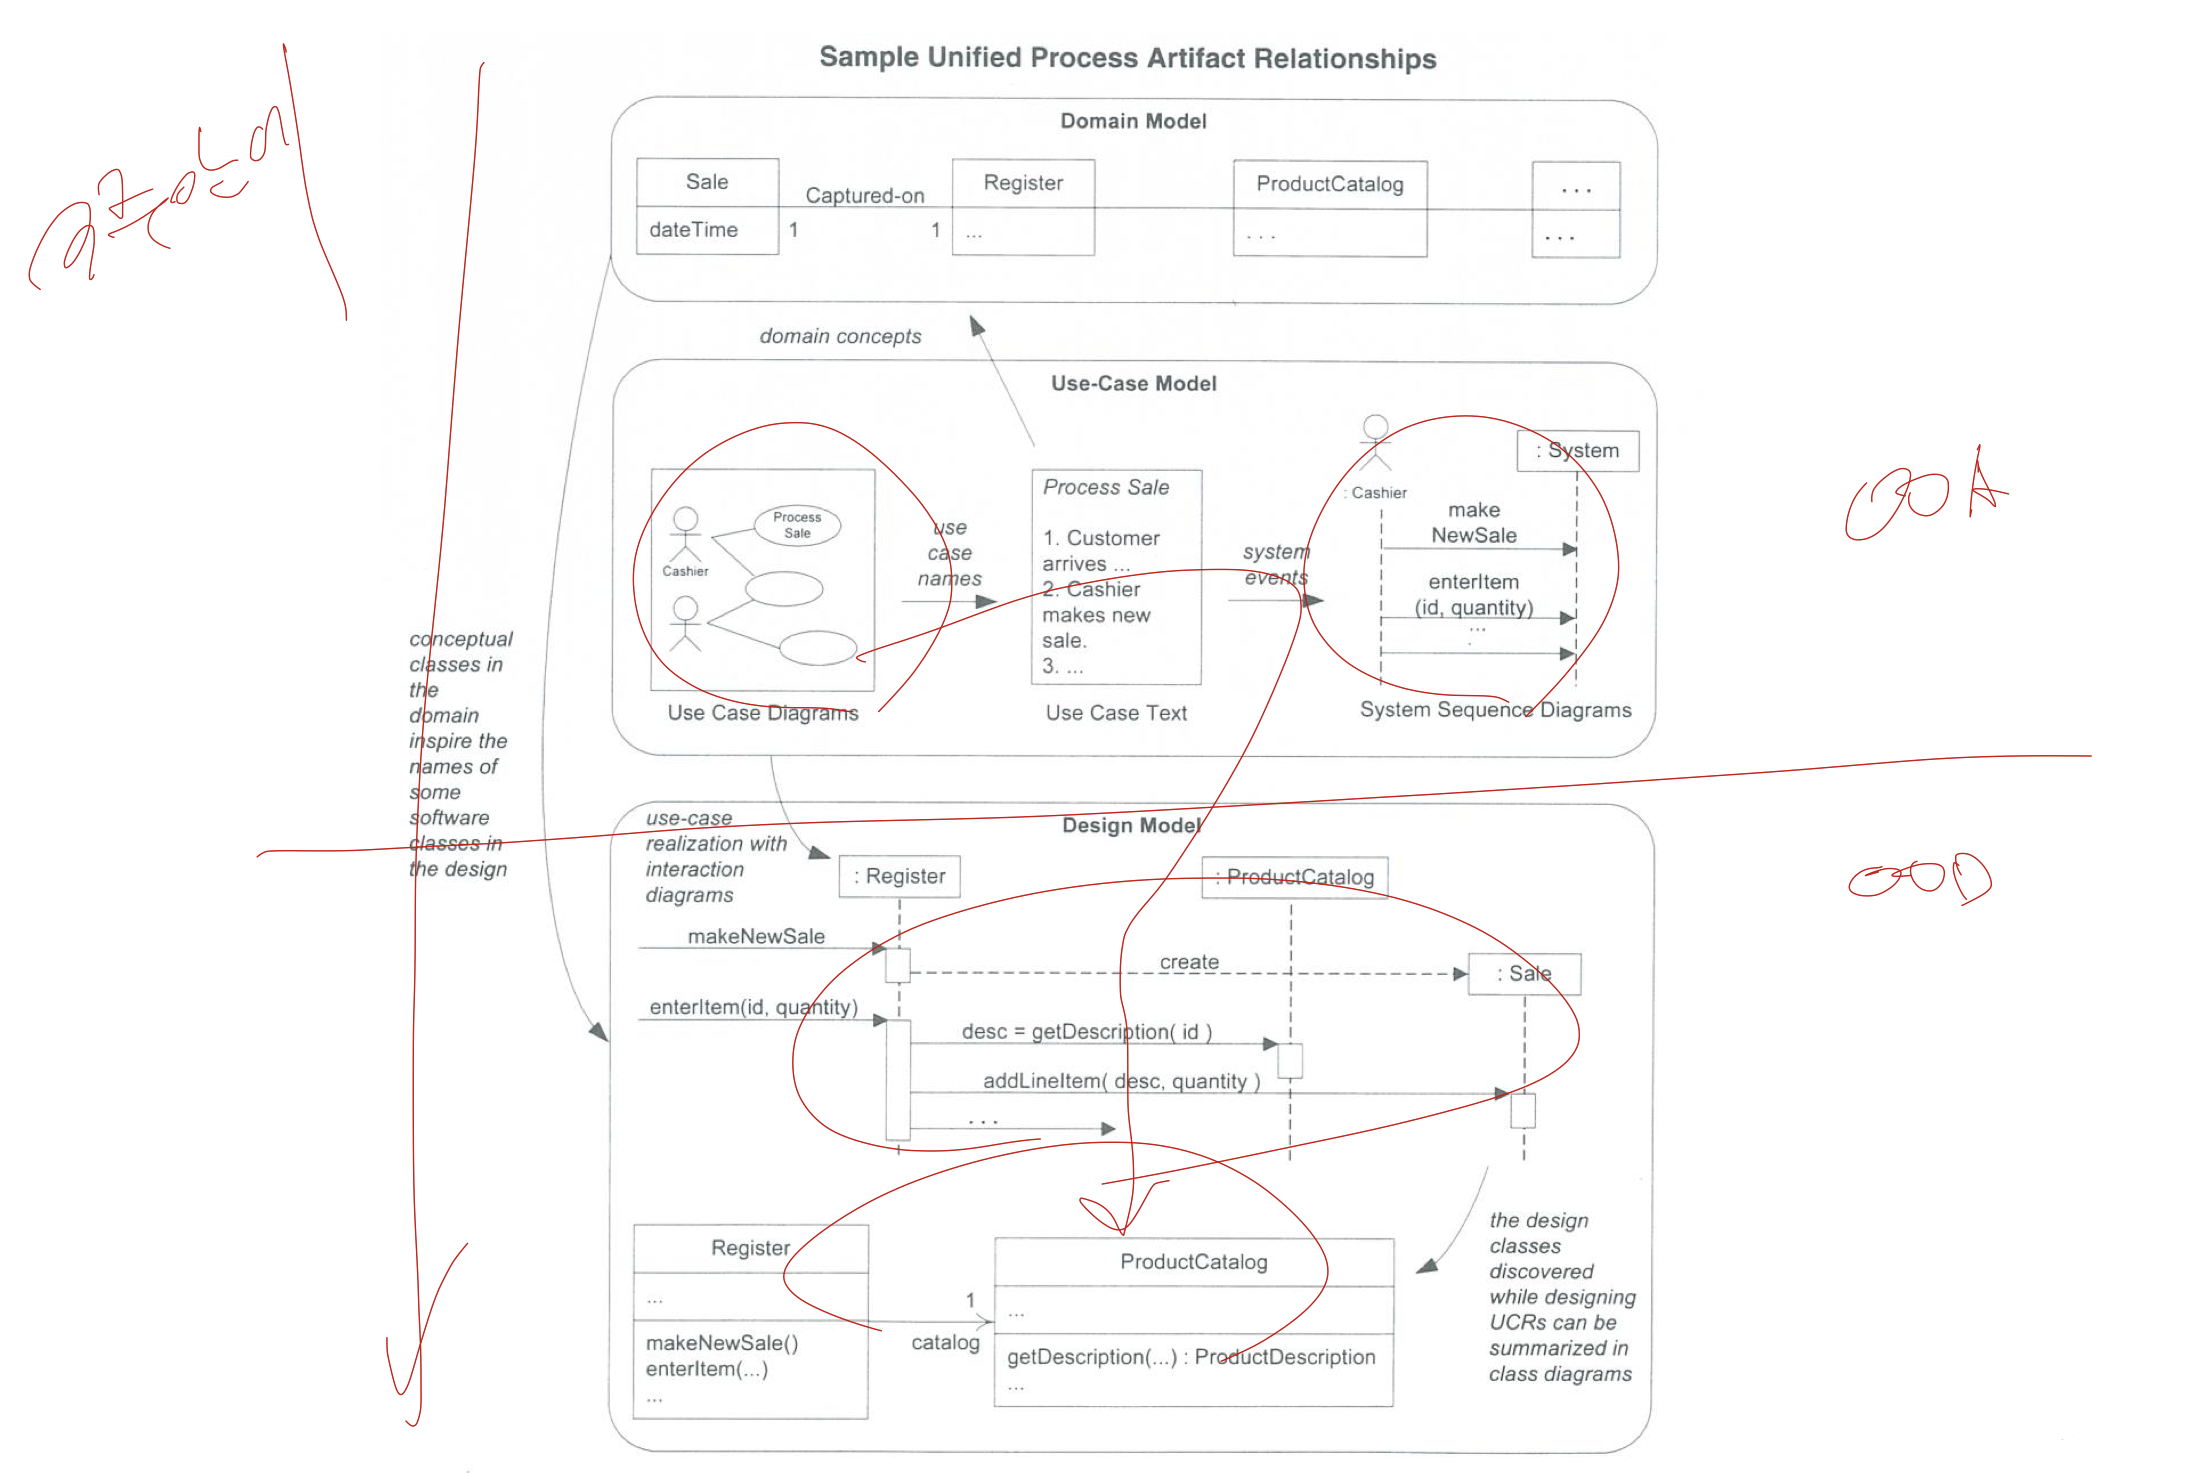 Sample Unified Process Artifact Relationships
Domain Model
Sale
dateTime
Captured-on
1
1
Register
...
ProductCatalog
...
...
...
domain concepts
Use-Case Model
Cashier
Process
Sale
Use Case Diagrams
use
case
names
Process Sale
1. Customer
arrives ...
2. Cashier
makes new
sale.
3. ...
Use Case Text
system
events
: Cashier
: System
make
NewSale
enterItem
(id, quantity)
...
System Sequence Diagrams
OOA
conceptual
classes in
the
domain
inspire the
names of
some
software
classes in
the design
use-case
realization with
interaction
diagrams
Design Model
: Register
: ProductCatalog
OOD
makeNewSale
create
: Sale
enterItem(id, quantity)
desc = getDescription( id )
addLineItem( desc, quantity )
...
Register
...
makeNewSale()
enterItem(...)
...
1
catalog
ProductCatalog
...
getDescription(...) : ProductDescription
...
the design
classes
discovered
while designing
UCRs can be
summarized in
class diagrams